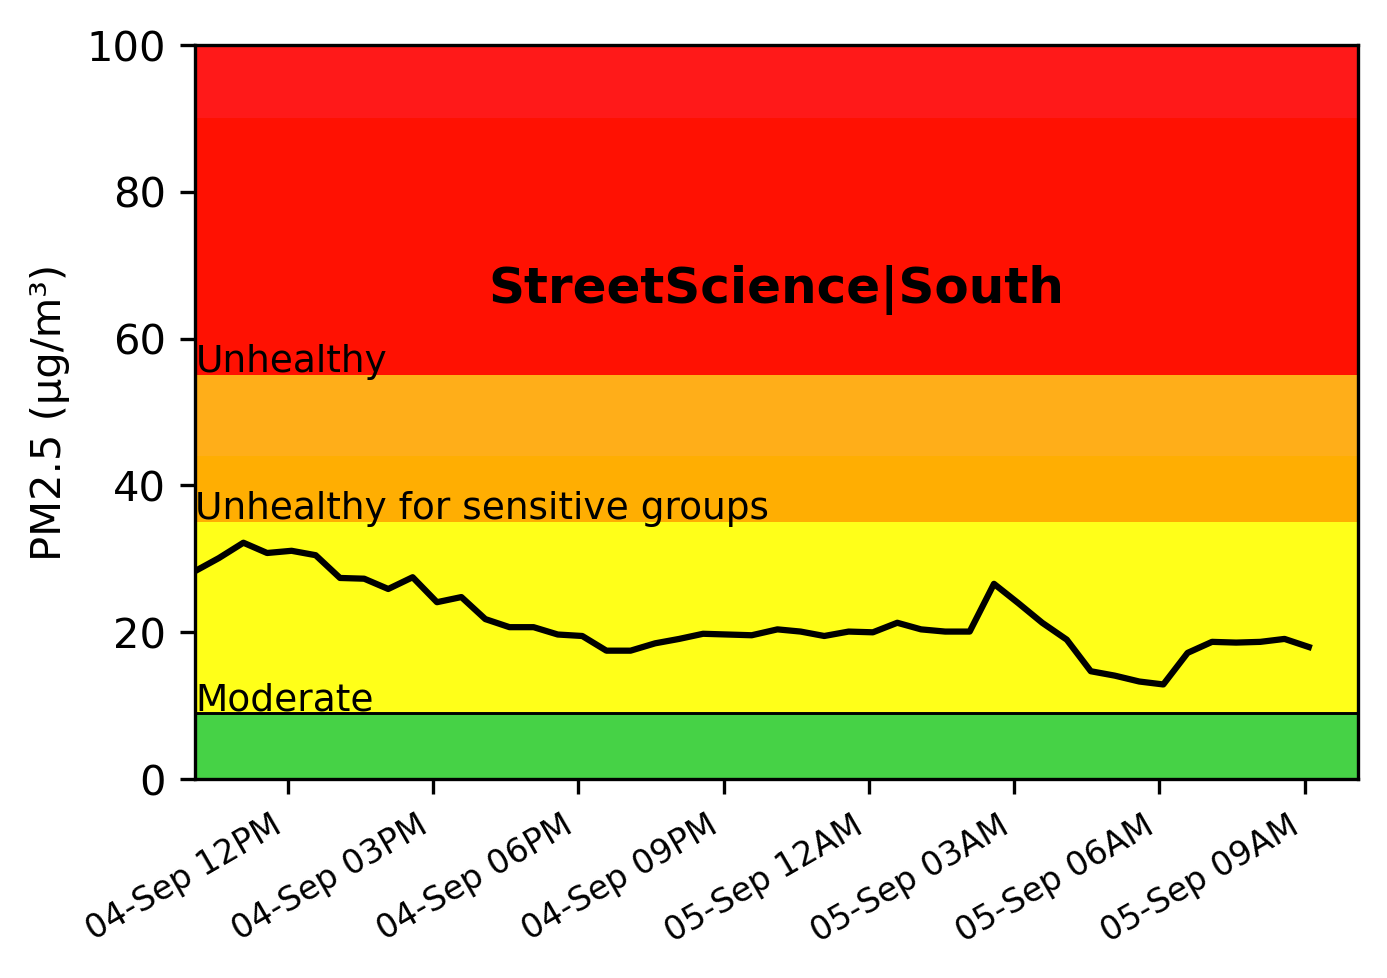 100
80
60
40
20
0
PM2.5 (µg/m³)
StreetScience|South
Unhealthy
Unhealthy for sensitive groups
Moderate
04-Sep 12PM
04-Sep 03PM
04-Sep 06PM
04-Sep 09PM
05-Sep 12AM
05-Sep 03AM
05-Sep 06AM
05-Sep 09AM